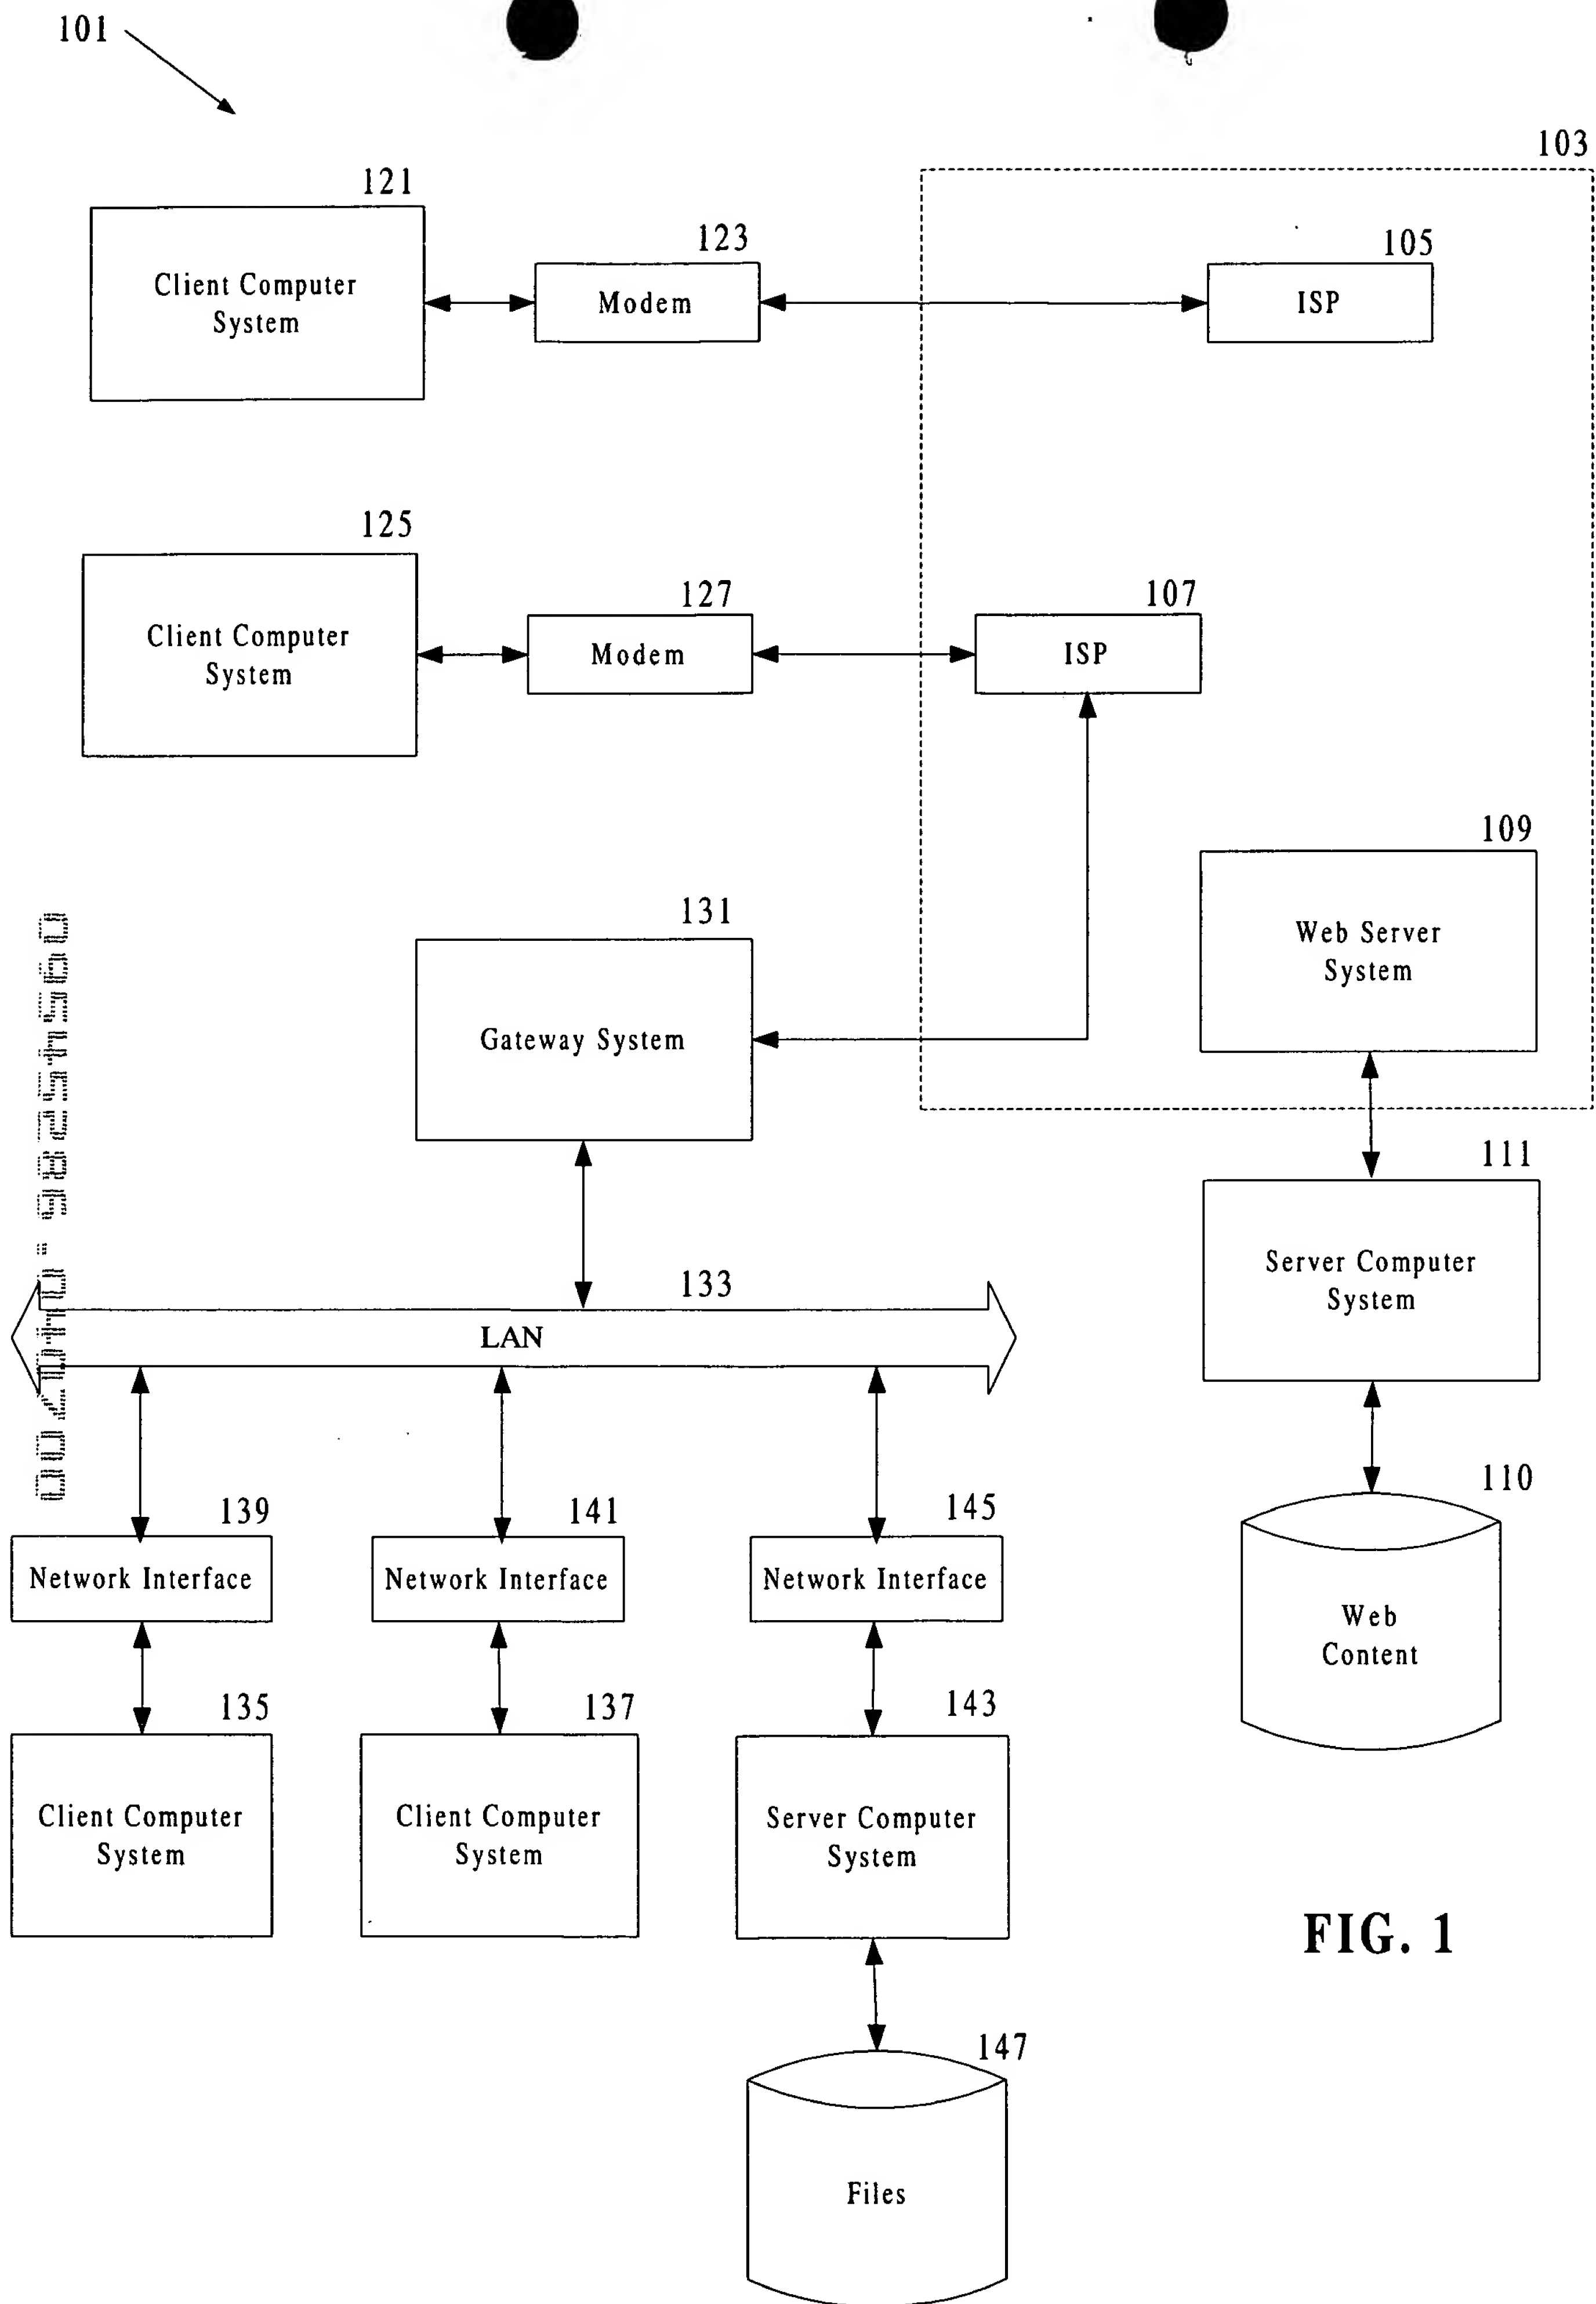 101
103
121
123
105
Client Computer
System
Modem
ISP
125
127
107
Client Computer
System
Modem
ISP
109
Web Server
System
131
Gateway System
111
Server Computer
System
133
LAN
110
Web
Content
139
141
145
Network Interface
Network Interface
Network Interface
135
137
143
Client Computer
System
Client Computer
System
Server Computer
System
FIG. 1
147
Files
09545286.040700